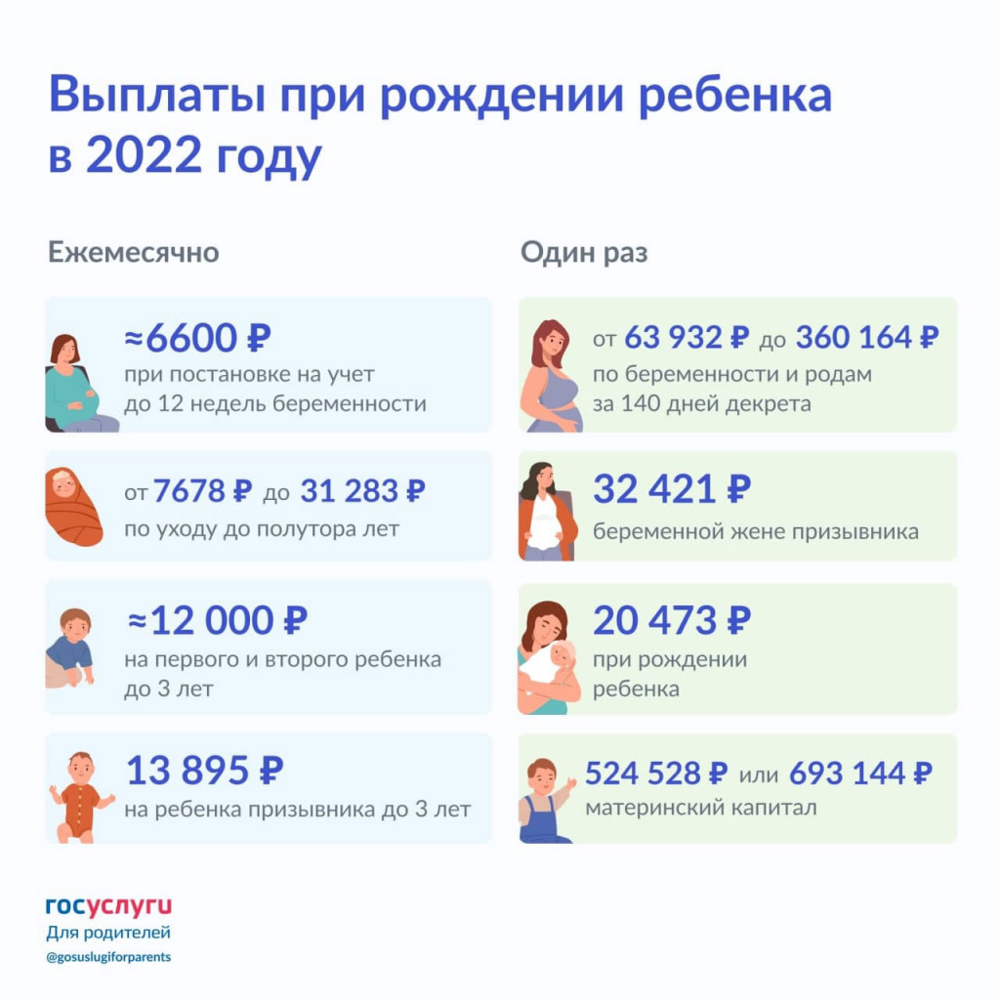 Выплаты при рождении ребенка
в 2022 году
Ежемесячно
≈6600 ₽
при постановке на учет
до 12 недель беременности
от 7678 ₽ до 31 283 ₽
по уходу до полутора лет
≈12 000 ₽
на первого и второго ребенка
до 3 лет
13 895 ₽
на ребенка призывника до 3 лет
Один раз
от 63 932 ₽ до 360 164 ₽
по беременности и родам
за 140 дней декрета
32 421 ₽
беременной жене призывника
20 473 ₽
при рождении
ребенка
524 528 ₽ или 693 144 ₽
материнский капитал
госуслуги
Для родителей
@gosuslugiforparents